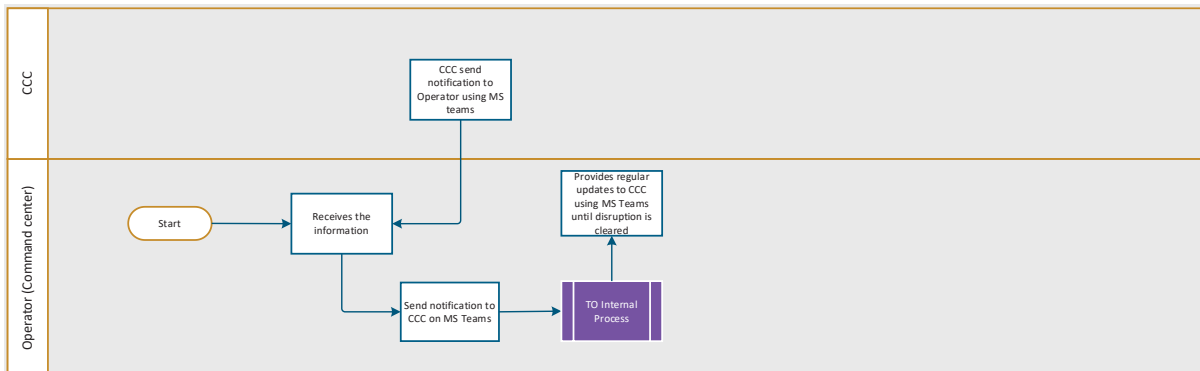 CCC
CCC send
notification to
Operator using MS
teams
Operator (Command center)
Start
Receives the
information
Provides regular
updates to CCC
using MS Teams
until disruption is
cleared
Send notification to
CCC on MS Teams
TO Internal
Process